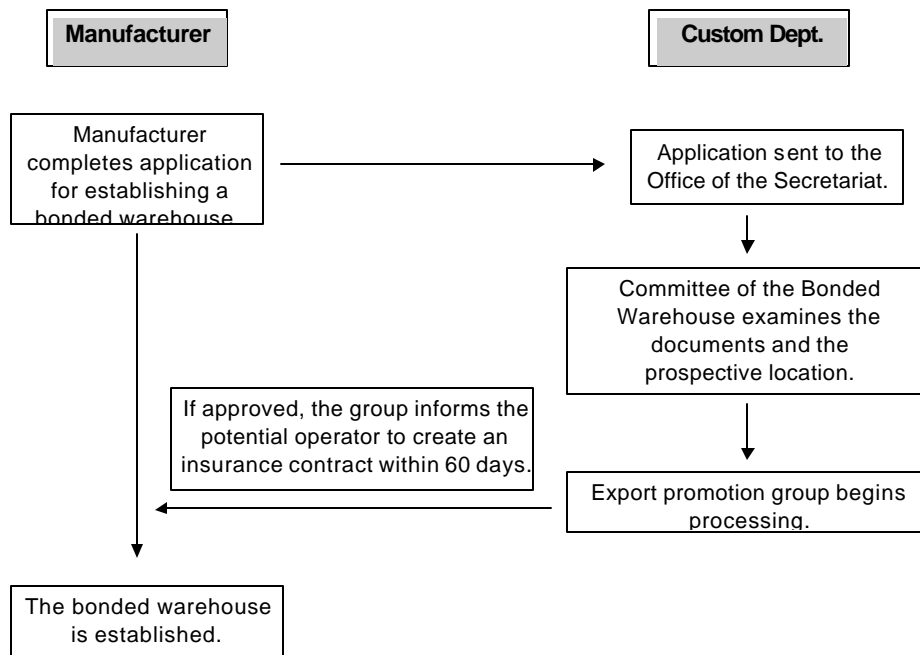 Manufacturer
Custom Dept.
Manufacturer
completes application
for establishing a
bonded warehouse
Application sent to the
Office of the Secretariat.
Committee of the Bonded
Warehouse examines the
documents and the
prospective location.
If approved, the group informs the
potential operator to create an
insurance contract within 60 days.
Export promotion group begins
processing.
The bonded warehouse
is established.